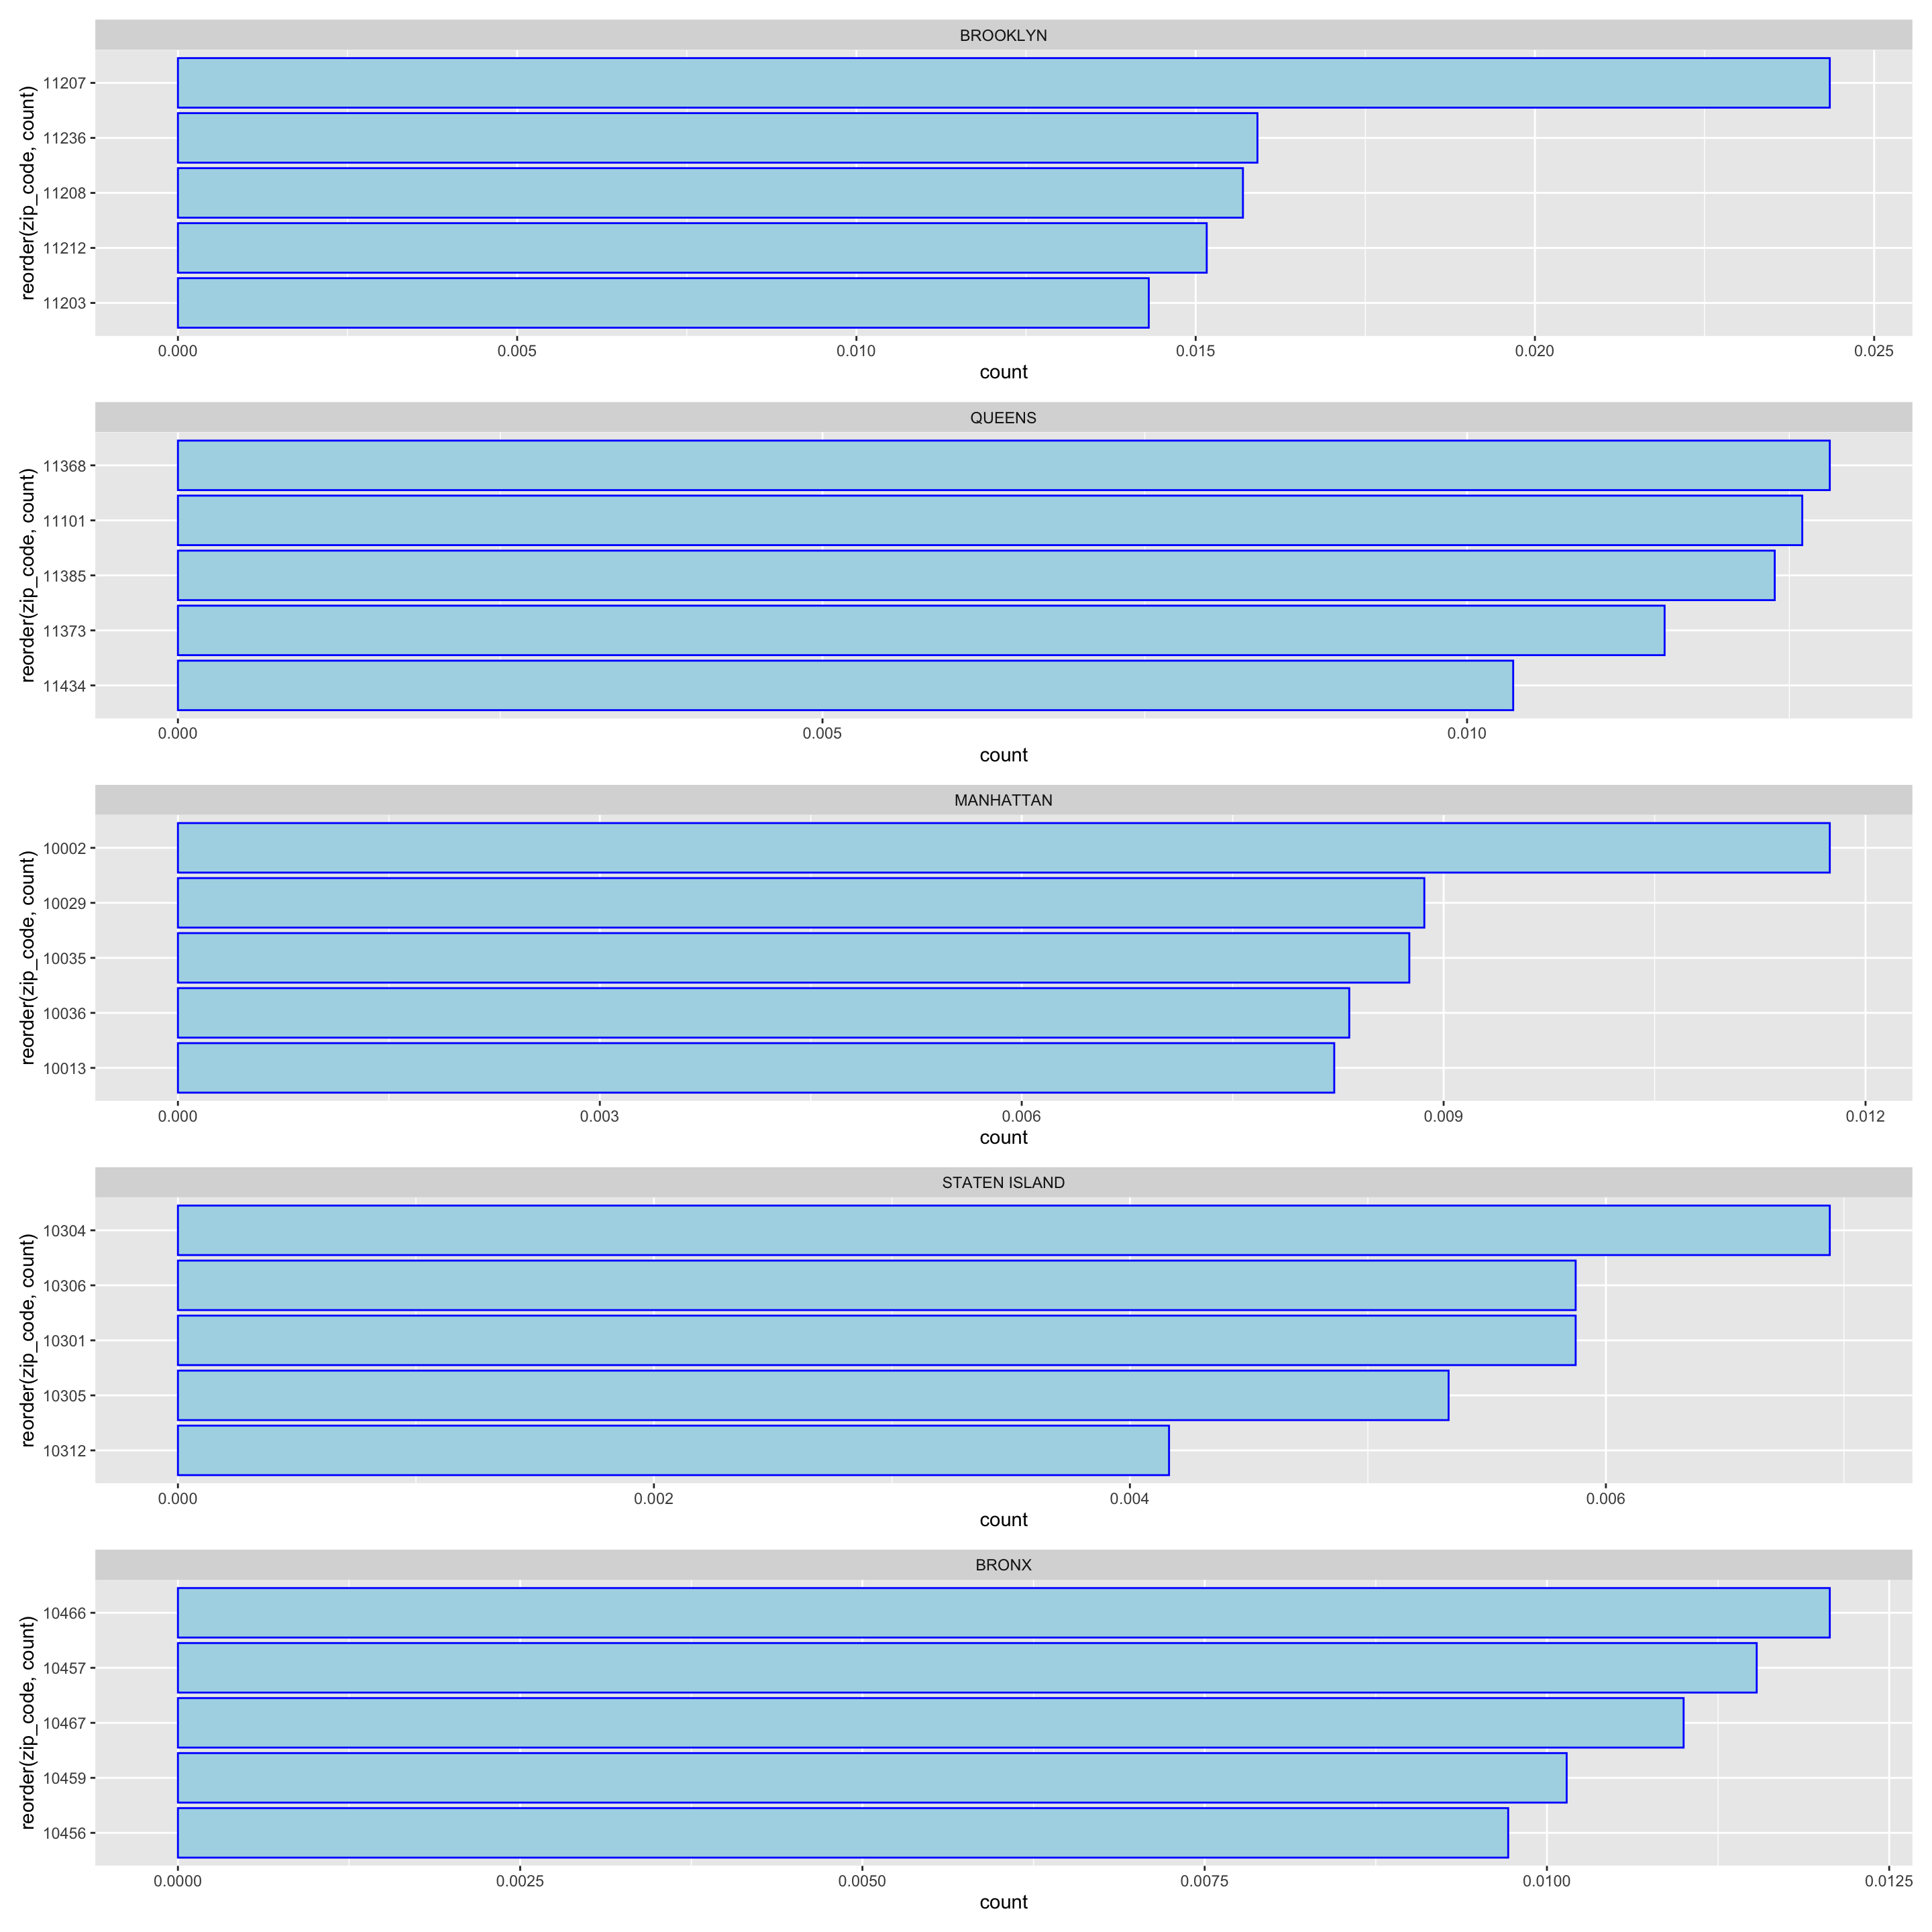 BROOKLYN
reorder(zip_code, count)
11207
11236
11208
11212
11203
0.000 0.005 0.010 0.015 0.020 0.025
count
QUEENS
reorder(zip_code, count)
11368
11101
11385
11373
11434
0.000 0.005 0.010
count
MANHATTAN
reorder(zip_code, count)
10002
10029
10035
10036
10013
0.000 0.003 0.006 0.009 0.012
count
STATEN ISLAND
reorder(zip_code, count)
10304
10306
10301
10305
10312
0.000 0.002 0.004 0.006
count
BRONX
reorder(zip_code, count)
10466
10457
10467
10459
10456
0.0000 0.0025 0.0050 0.0075 0.0100 0.0125
count